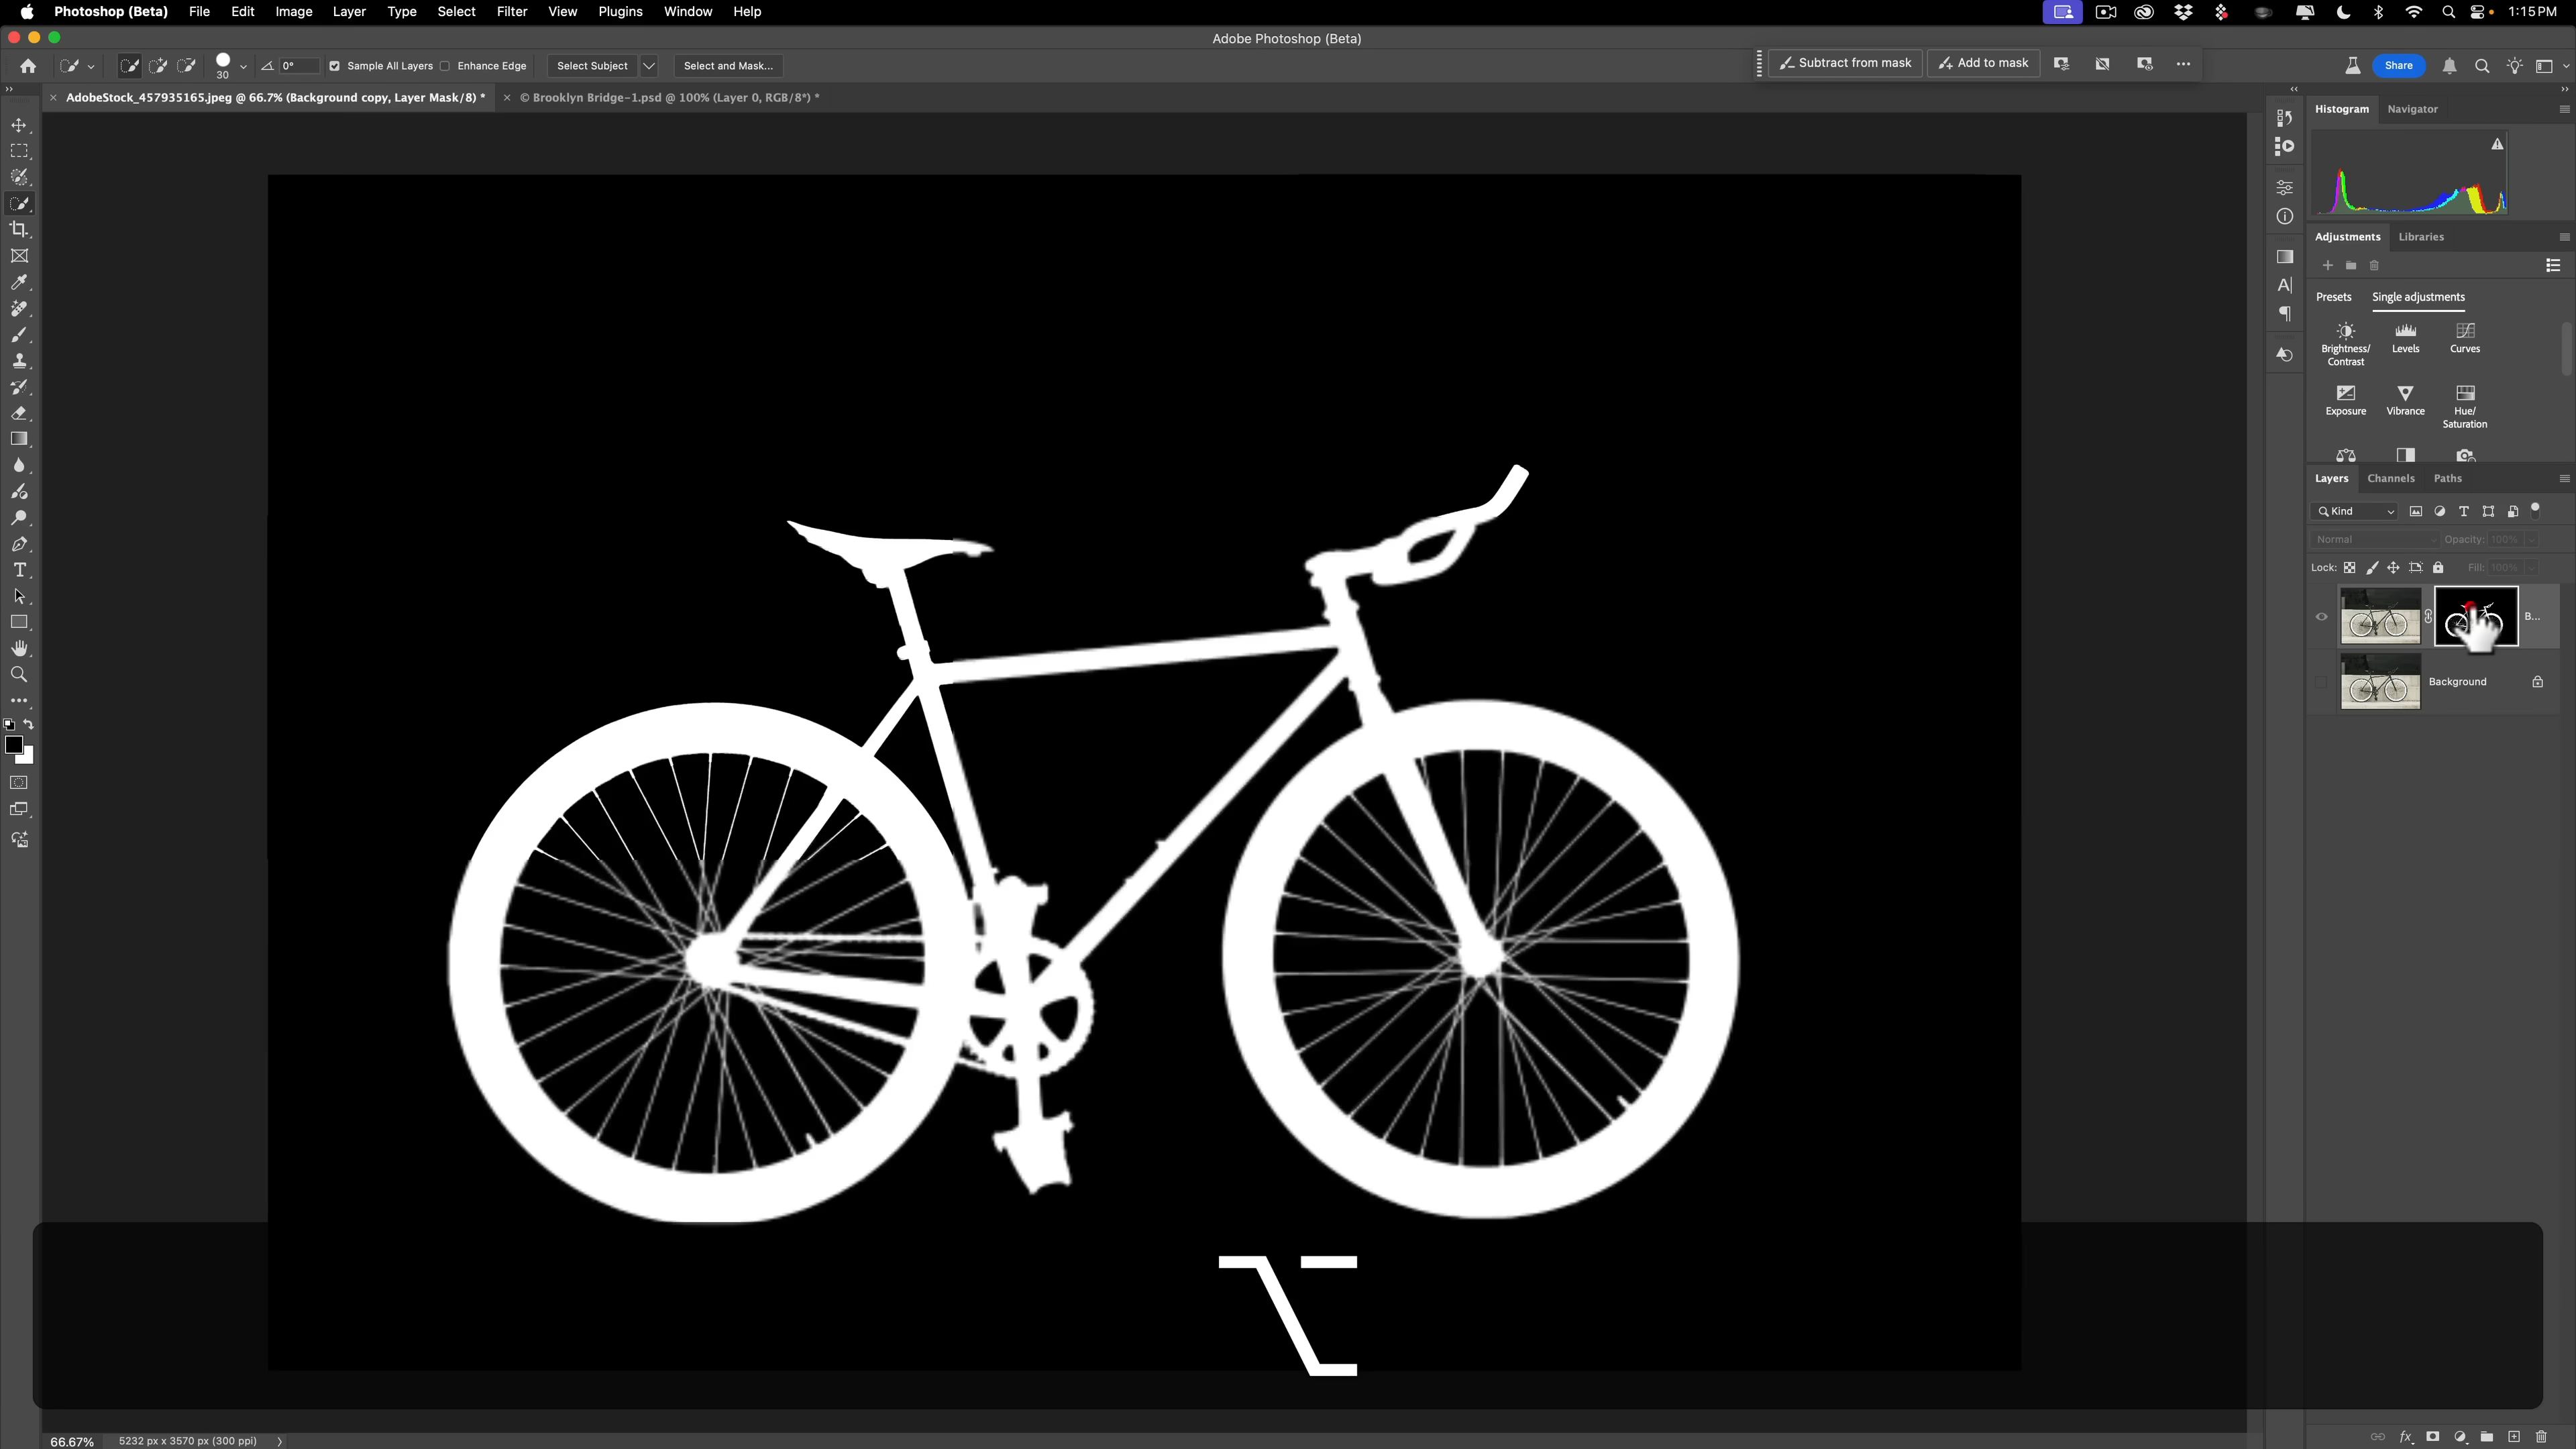 Photoshop (Beta) File Edit Image Layer Type Select Filter View Plugins Window Help 1:15 PM
Adobe Photoshop (Beta)
30 0° Sample All Layers Enhance Edge Select Subject Select and Mask... Subtract from mask Add to mask Share
AdobeStock_457935165.jpeg @ 66.7% (Background copy, Layer Mask/8) * © Brooklyn Bridge-1.psd @ 100% (Layer 0, RGB/8*) *
Histogram Navigator
Adjustments Libraries
Presets Single adjustments
Brightness/ Contrast Levels Curves
Exposure Vibrance Hue/ Saturation
Layers Channels Paths
Kind
Normal Opacity: 100%
Lock: Fill: 100%
B...
Background
66.67% 5232 px x 3570 px (300 ppi)